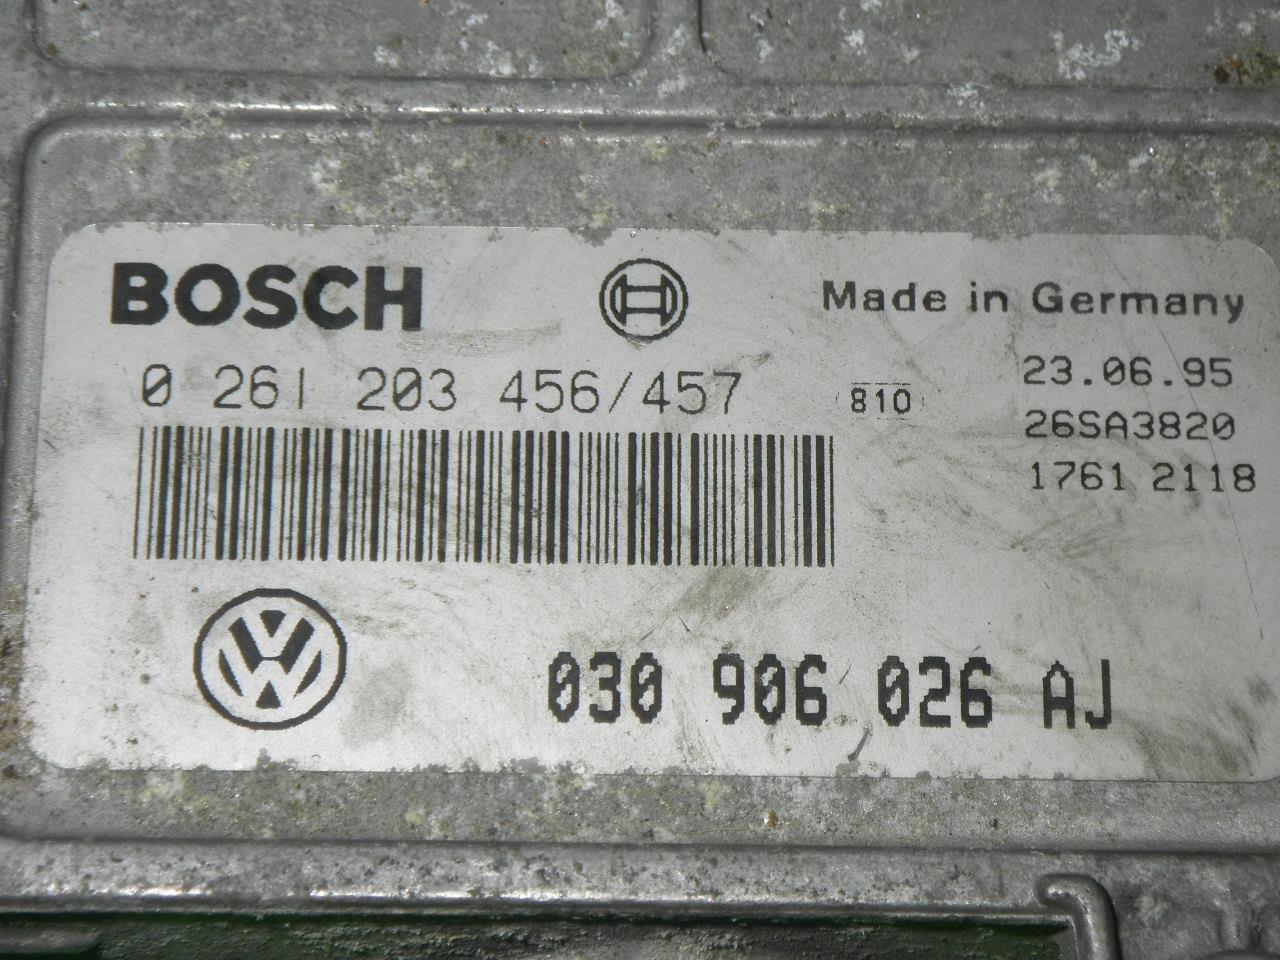 BOSCH
Made in Germany
0 261 203 456/457
810
23.06.95
26SA3820
1761 2118
030 906 026 AJ